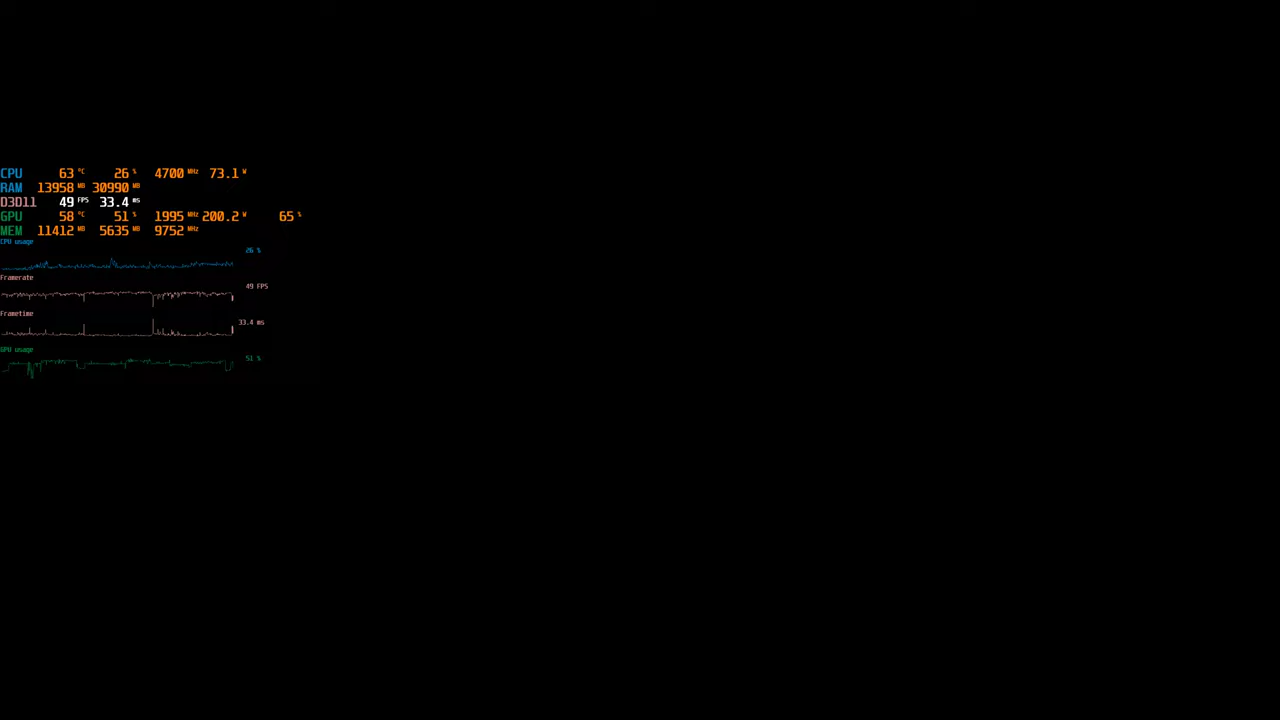 CPU 63 °C 26 % 4700 MHz 73.1 W
RAM 13958 MB 30990 MB
D3D11 49 FPS 33.4 ms
GPU 58 °C 51 % 1995 MHz 200.2 W 65 %
MEM 11412 MB 5635 MB 9752 MHz
CPU usage
26 %
Framerate
49 FPS
Frametime
33.4 ms
GPU usage
51 %